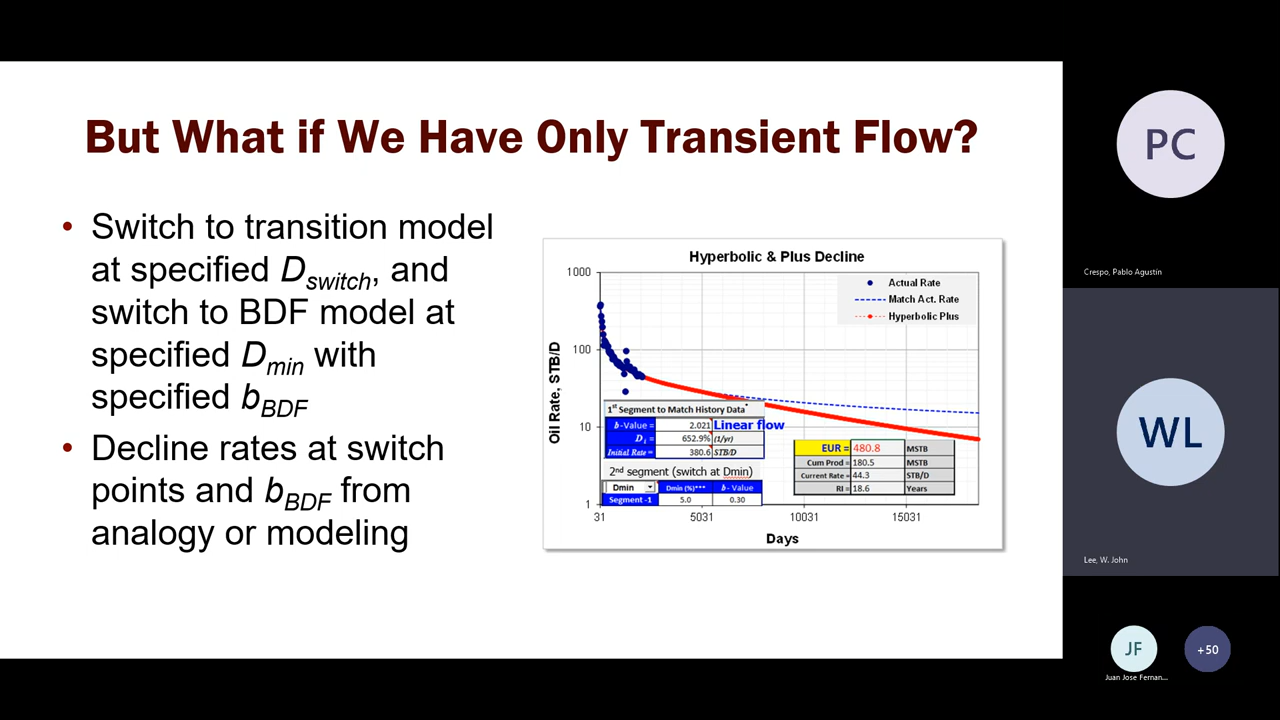 But What if We Have Only Transient Flow?
• Switch to transition model
at specified Dswitch, and
switch to BDF model at
specified Dmin with
specified bBDF
• Decline rates at switch
points and bBDF from
analogy or modeling
Hyperbolic & Plus Decline
Oil Rate, STB/D
1000
100
10
1
Actual Rate
Match Act. Rate
Hyperbolic Plus
1st Segment to Match History Data*
b-Value = 2.021 Linear flow
Di = 652.9% (1/yr)
Initial Rate = 380.6 STB/D
2nd segment (switch at Dmin)
Dmin Dmin (%)*** b- Value
Segment -1 5.0 0.30
EUR = 480.8 MSTB
Cum Prod = 180.5 MSTB
Current Rate = 44.3 STB/D
RI = 18.6 Years
31 5031 10031 15031
Days
PC
Crespo, Pablo Agustín
WL
Lee, W. John
JF +50
Juan Jose Fernan...